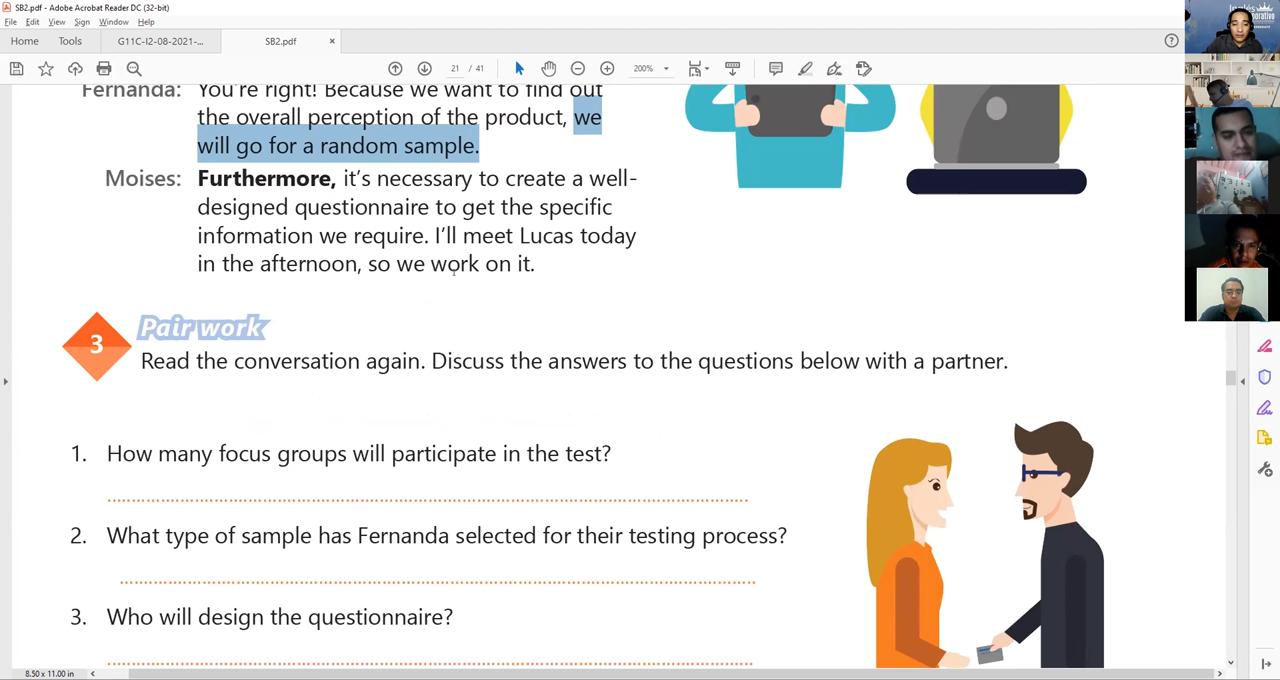 SB2.pdf - Adobe Acrobat Reader DC (32-bit)
File Edit View Sign Window Help
Home Tools G11C-I2-08-2021-... SB2.pdf ×
21 / 41 200%
Fernanda: You're right! Because we want to find out
the overall perception of the product, we
will go for a random sample.
Moises: Furthermore, it's necessary to create a well-
designed questionnaire to get the specific
information we require. I'll meet Lucas today
in the afternoon, so we work on it.
3 Pair work
Read the conversation again. Discuss the answers to the questions below with a partner.
1. How many focus groups will participate in the test?
2. What type of sample has Fernanda selected for their testing process?
3. Who will design the questionnaire?
8.50 x 11.00 in